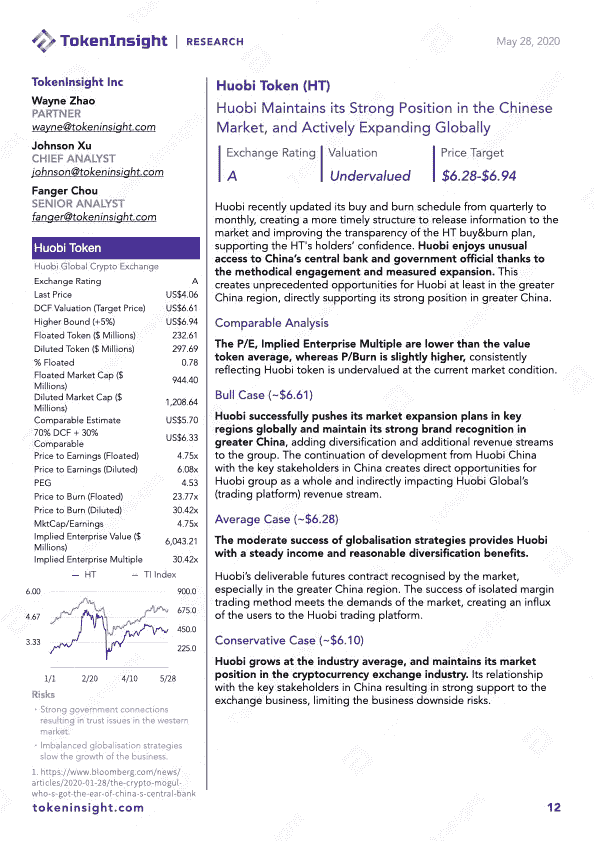 TokenInsight | RESEARCH
May 28, 2020
TokenInsight Inc
Wayne Zhao
PARTNER
wayne@tokeninsight.com
Johnson Xu
CHIEF ANALYST
johnson@tokeninsight.com
Fanger Chou
SENIOR ANALYST
fanger@tokeninsight.com
Huobi Token
Huobi Global Crypto Exchange
Exchange Rating A
Last Price US$4.06
DCF Valuation (Target Price) US$6.61
Higher Bound (+5%) US$6.94
Floated Token ($ Millions) 232.61
Diluted Token ($ Millions) 297.69
% Floated 0.78
Floated Market Cap ($
Millions) 944.40
Diluted Market Cap ($
Millions) 1,208.64
Comparable Estimate US$5.70
70% DCF + 30%
Comparable US$6.33
Price to Earnings (Floated) 4.75x
Price to Earnings (Diluted) 6.08x
PEG 4.53
Price to Burn (Floated) 23.77x
Price to Burn (Diluted) 30.42x
MktCap/Earnings 4.75x
Implied Enterprise Value ($
Millions) 6,043.21
Implied Enterprise Multiple 30.42x
HT TI Index
6.00 900.0
4.67 675.0
3.33 450.0
225.0
1/1 2/20 4/10 5/28
Risks
· Strong government connections
resulting in trust issues in the western
market.
· Imbalanced globalisation strategies
slow the growth of the business.
1. https://www.bloomberg.com/news/
articles/2020-01-28/the-crypto-mogul-
who-s-got-the-ear-of-china-s-central-bank
Huobi Token (HT)
Huobi Maintains its Strong Position in the Chinese
Market, and Actively Expanding Globally
Exchange Rating Valuation Price Target
A Undervalued $6.28-$6.94
Huobi recently updated its buy and burn schedule from quarterly to
monthly, creating a more timely structure to release information to the
market and improving the transparency of the HT buy&burn plan,
supporting the HT's holders' confidence. Huobi enjoys unusual
access to China's central bank and government official thanks to
the methodical engagement and measured expansion. This
creates unprecedented opportunities for Huobi at least in the greater
China region, directly supporting its strong position in greater China.
Comparable Analysis
The P/E, Implied Enterprise Multiple are lower than the value
token average, whereas P/Burn is slightly higher, consistently
reflecting Huobi token is undervalued at the current market condition.
Bull Case (~$6.61)
Huobi successfully pushes its market expansion plans in key
regions globally and maintain its strong brand recognition in
greater China, adding diversification and additional revenue streams
to the group. The continuation of development from Huobi China
with the key stakeholders in China creates direct opportunities for
Huobi group as a whole and indirectly impacting Huobi Global's
(trading platform) revenue stream.
Average Case (~$6.28)
The moderate success of globalisation strategies provides Huobi
with a steady income and reasonable diversification benefits.
Huobi's deliverable futures contract recognised by the market,
especially in the greater China region. The success of isolated margin
trading method meets the demands of the market, creating an influx
of the users to the Huobi trading platform.
Conservative Case (~$6.10)
Huobi grows at the industry average, and maintains its market
position in the cryptocurrency exchange industry. Its relationship
with the key stakeholders in China resulting in strong support to the
exchange business, limiting the business downside risks.
tokeninsight.com
12